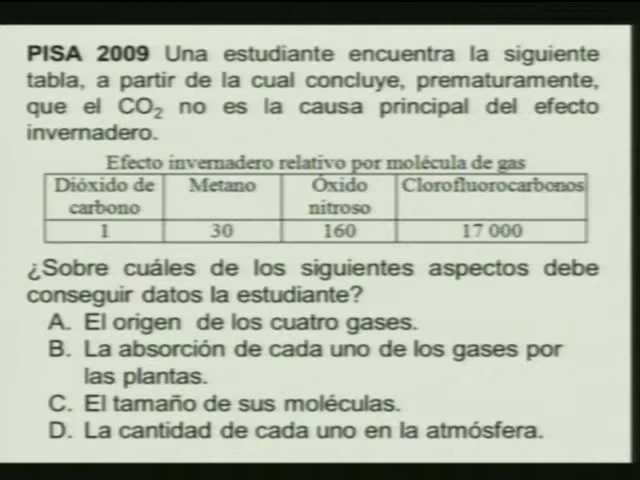 PISA 2009 Una estudiante encuentra la siguiente
tabla, a partir de la cual concluye, prematuramente,
que el CO₂ no es la causa principal del efecto
invernadero.
Efecto invernadero relativo por molécula de gas
Dióxido de carbono Metano Óxido nitroso Clorofluorocarbonos
1 30 160 17 000
¿Sobre cuáles de los siguientes aspectos debe
conseguir datos la estudiante?
A. El origen de los cuatro gases.
B. La absorción de cada uno de los gases por
las plantas.
C. El tamaño de sus moléculas.
D. La cantidad de cada uno en la atmósfera.